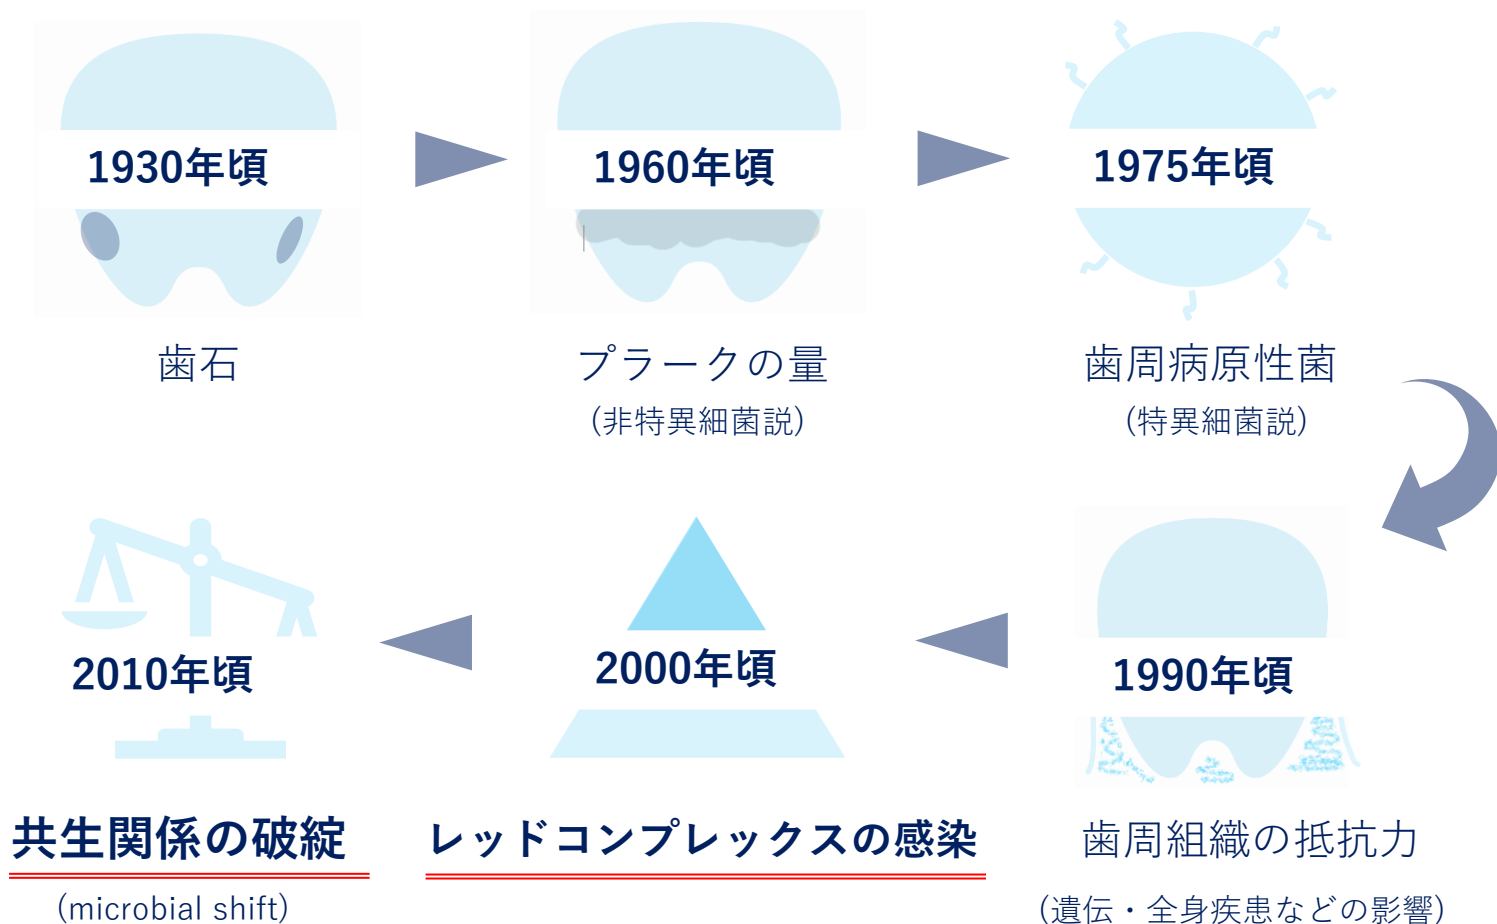 1930年頃
歯石
1960年頃
プラークの量
(非特異細菌説)
1975年頃
歯周病原性菌
(特異細菌説)
1990年頃
歯周組織の抵抗力
(遺伝・全身疾患などの影響)
2000年頃
レッドコンプレックスの感染
2010年頃
共生関係の破綻
(microbial shift)